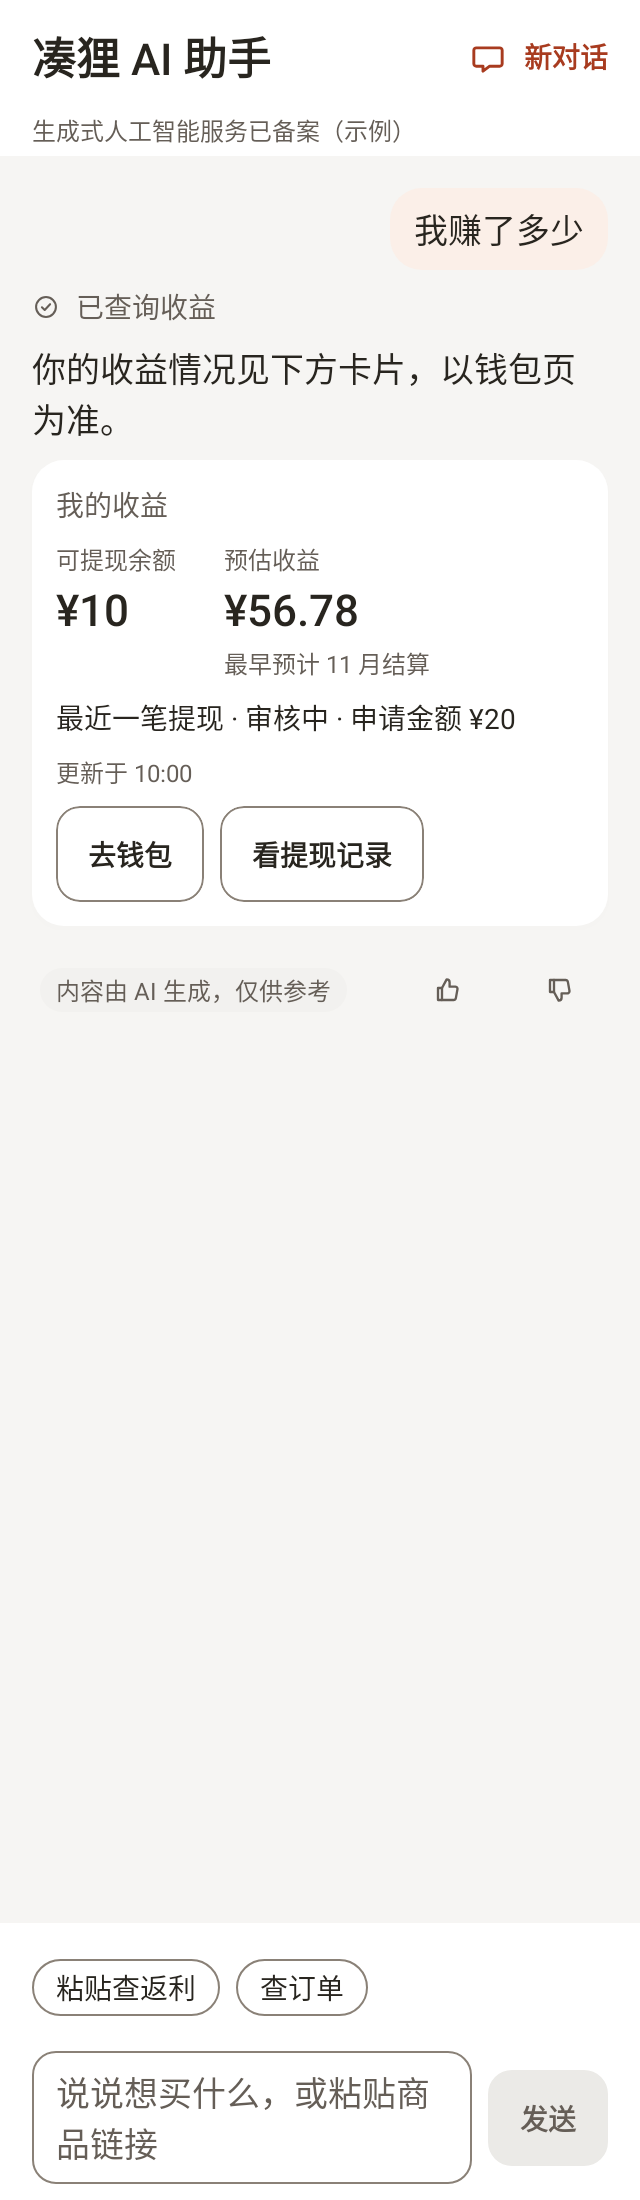 凑狸 AI 助手
新对话
生成式人工智能服务已备案（示例）
我赚了多少
已查询收益
你的收益情况见下方卡片，以钱包页
为准。
我的收益
可提现余额 预估收益
¥10 ¥56.78
最早预计 11 月结算
最近一笔提现 · 审核中 · 申请金额 ¥20
更新于 10:00
去钱包 看提现记录
内容由 AI 生成，仅供参考
粘贴查返利 查订单
说说想买什么，或粘贴商
品链接
发送